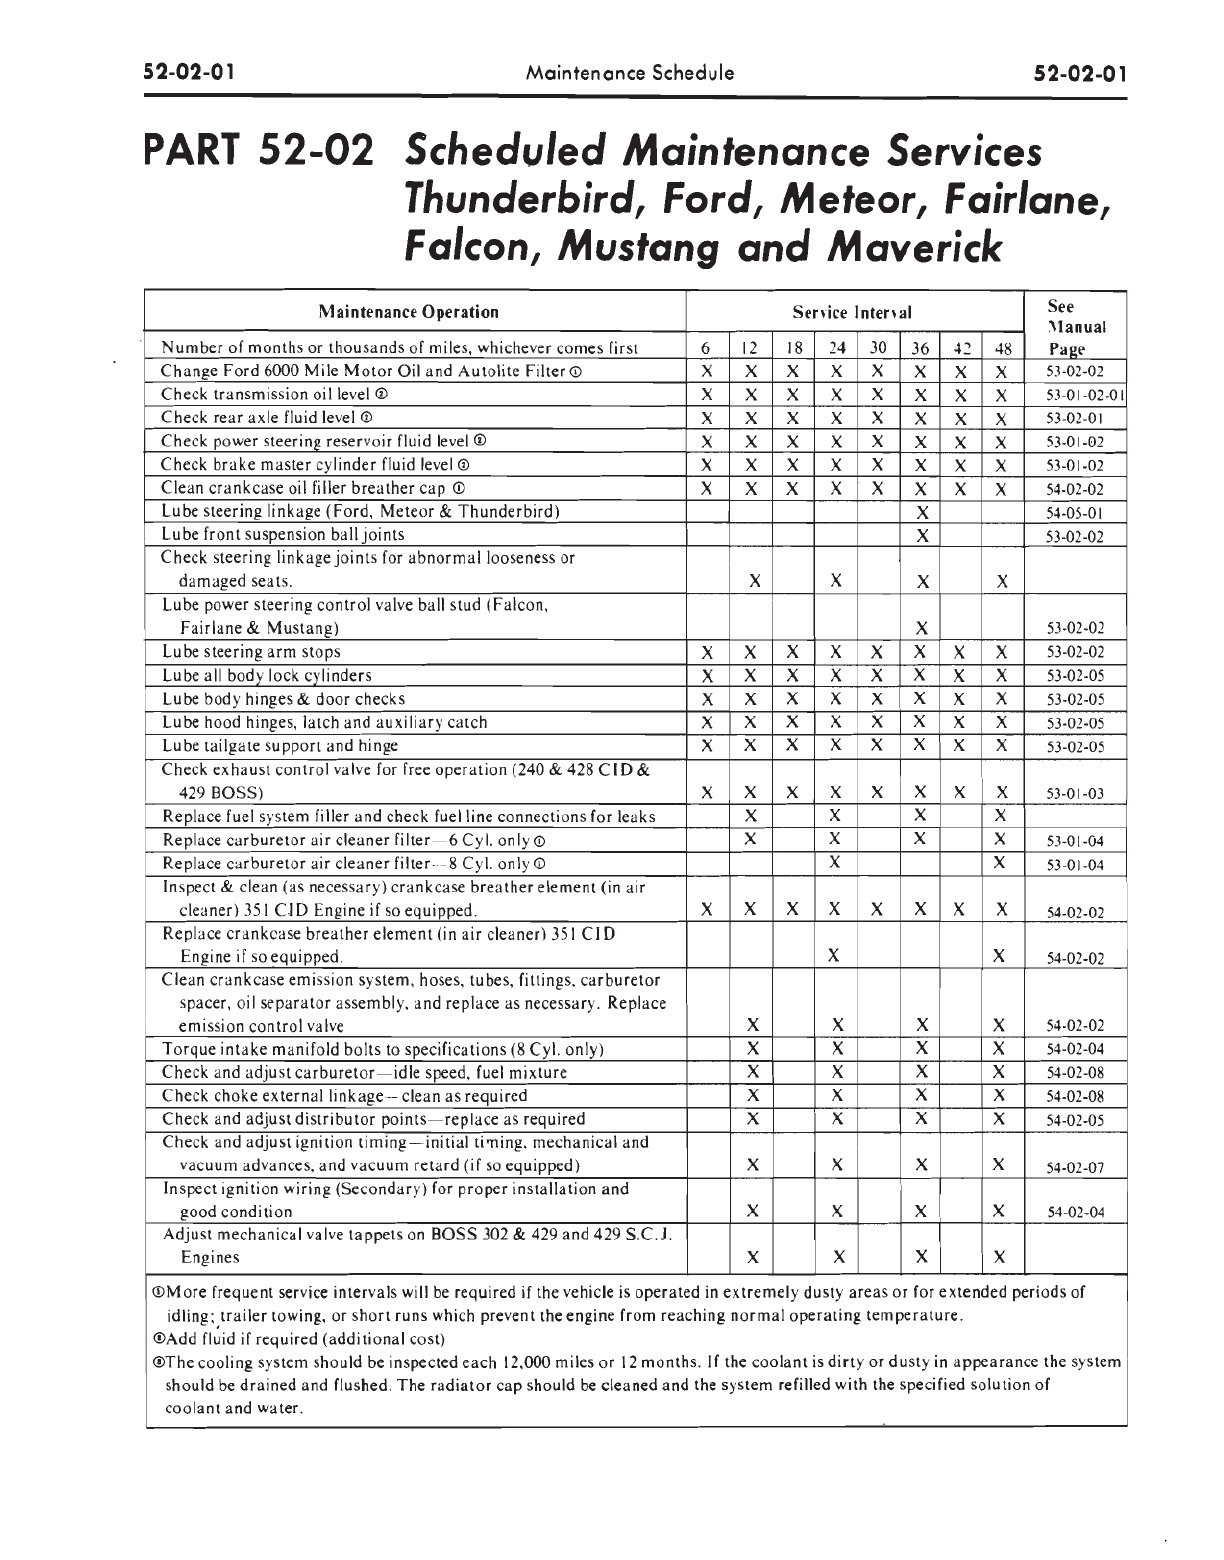 52-02-01 Maintenance Schedule 52-02-01
PART 52-02 Scheduled Maintenance Services
Thunderbird, Ford, Meteor, Fairlane,
Falcon, Mustang and Maverick
Maintenance Operation Service Interval See Manual Page
Number of months or thousands of miles, whichever comes first 6 12 18 24 30 36 42 48
Change Ford 6000 Mile Motor Oil and Autolite Filter ① X X X X X X X X 53-02-02
Check transmission oil level ② X X X X X X X X 53-01-02-01
Check rear axle fluid level ② X X X X X X X X 53-02-01
Check power steering reservoir fluid level ② X X X X X X X X 53-01-02
Check brake master cylinder fluid level ② X X X X X X X X 53-01-02
Clean crankcase oil filler breather cap ① X X X X X X X X 54-02-02
Lube steering linkage (Ford, Meteor & Thunderbird) X 54-05-01
Lube front suspension ball joints X 53-02-02
Check steering linkage joints for abnormal looseness or
damaged seats. X X X X
Lube power steering control valve ball stud (Falcon,
Fairlane & Mustang) X 53-02-02
Lube steering arm stops X X X X X X X X 53-02-02
Lube all body lock cylinders X X X X X X X X 53-02-05
Lube body hinges & door checks X X X X X X X X 53-02-05
Lube hood hinges, latch and auxiliary catch X X X X X X X X 53-02-05
Lube tailgate support and hinge X X X X X X X X 53-02-05
Check exhaust control valve for free operation (240 & 428 CID &
429 BOSS) X X X X X X X X 53-01-03
Replace fuel system filler and check fuel line connections for leaks X X X X
Replace carburetor air cleaner filter—6 Cyl. only ① X X X X 53-01-04
Replace carburetor air cleaner filter—8 Cyl. only ① X X 53-01-04
Inspect & clean (as necessary) crankcase breather element (in air
cleaner) 351 CID Engine if so equipped. X X X X X X X X 54-02-02
Replace crankcase breather element (in air cleaner) 351 CID
Engine if so equipped. X X 54-02-02
Clean crankcase emission system, hoses, tubes, fittings, carburetor
spacer, oil separator assembly, and replace as necessary. Replace
emission control valve X X X X 54-02-02
Torque intake manifold bolts to specifications (8 Cyl. only) X X X X 54-02-04
Check and adjust carburetor—idle speed, fuel mixture X X X X 54-02-08
Check choke external linkage—clean as required X X X X 54-02-08
Check and adjust distributor points—replace as required X X X X 54-02-05
Check and adjust ignition timing—initial timing, mechanical and
vacuum advances, and vacuum retard (if so equipped) X X X X 54-02-07
Inspect ignition wiring (Secondary) for proper installation and
good condition X X X X 54-02-04
Adjust mechanical valve tappets on BOSS 302 & 429 and 429 S.C.J.
Engines X X X X
①More frequent service intervals will be required if the vehicle is operated in extremely dusty areas or for extended periods of
idling; trailer towing, or short runs which prevent the engine from reaching normal operating temperature.
②Add fluid if required (additional cost)
③The cooling system should be inspected each 12,000 miles or 12 months. If the coolant is dirty or dusty in appearance the system
should be drained and flushed. The radiator cap should be cleaned and the system refilled with the specified solution of
coolant and water.